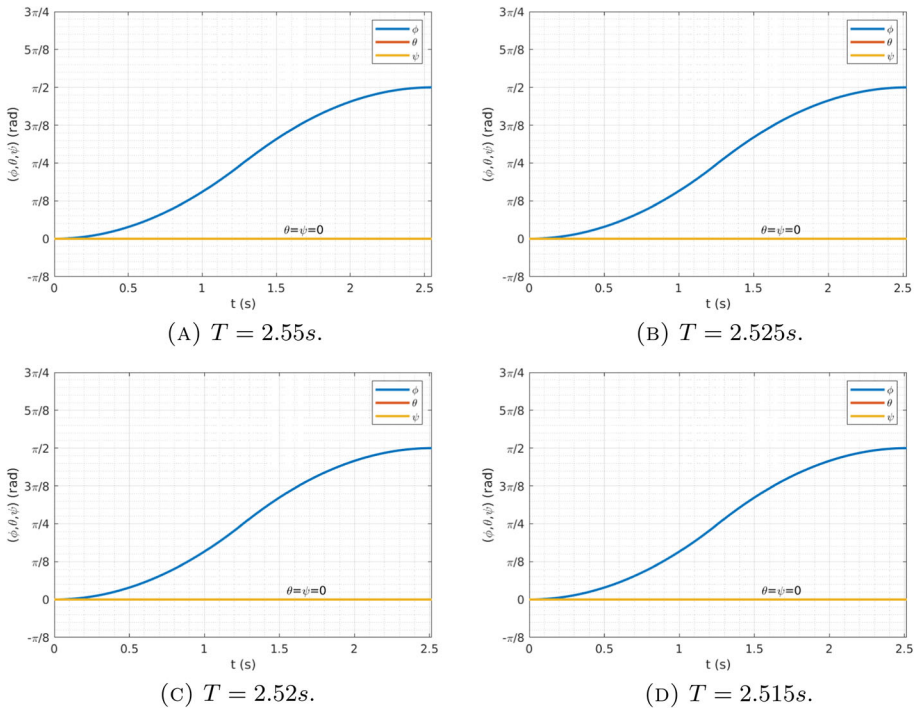 3π/4
5π/8
π/2
3π/8
π/4
π/8
0
-π/8
(ϕ,θ,ψ) (rad)
ϕ
θ
ψ
θ=ψ=0
0 0.5 1 1.5 2 2.5
t (s)
(A) T = 2.55s.
3π/4
5π/8
π/2
3π/8
π/4
π/8
0
-π/8
(ϕ,θ,ψ) (rad)
ϕ
θ
ψ
θ=ψ=0
0 0.5 1 1.5 2 2.5
t (s)
(B) T = 2.525s.
3π/4
5π/8
π/2
3π/8
π/4
π/8
0
-π/8
(ϕ,θ,ψ) (rad)
ϕ
θ
ψ
θ=ψ=0
0 0.5 1 1.5 2 2.5
t (s)
(C) T = 2.52s.
3π/4
5π/8
π/2
3π/8
π/4
π/8
0
-π/8
(ϕ,θ,ψ) (rad)
ϕ
θ
ψ
θ=ψ=0
0 0.5 1 1.5 2 2.5
t (s)
(D) T = 2.515s.